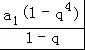 a₁ (1 − q⁴)
1 − q